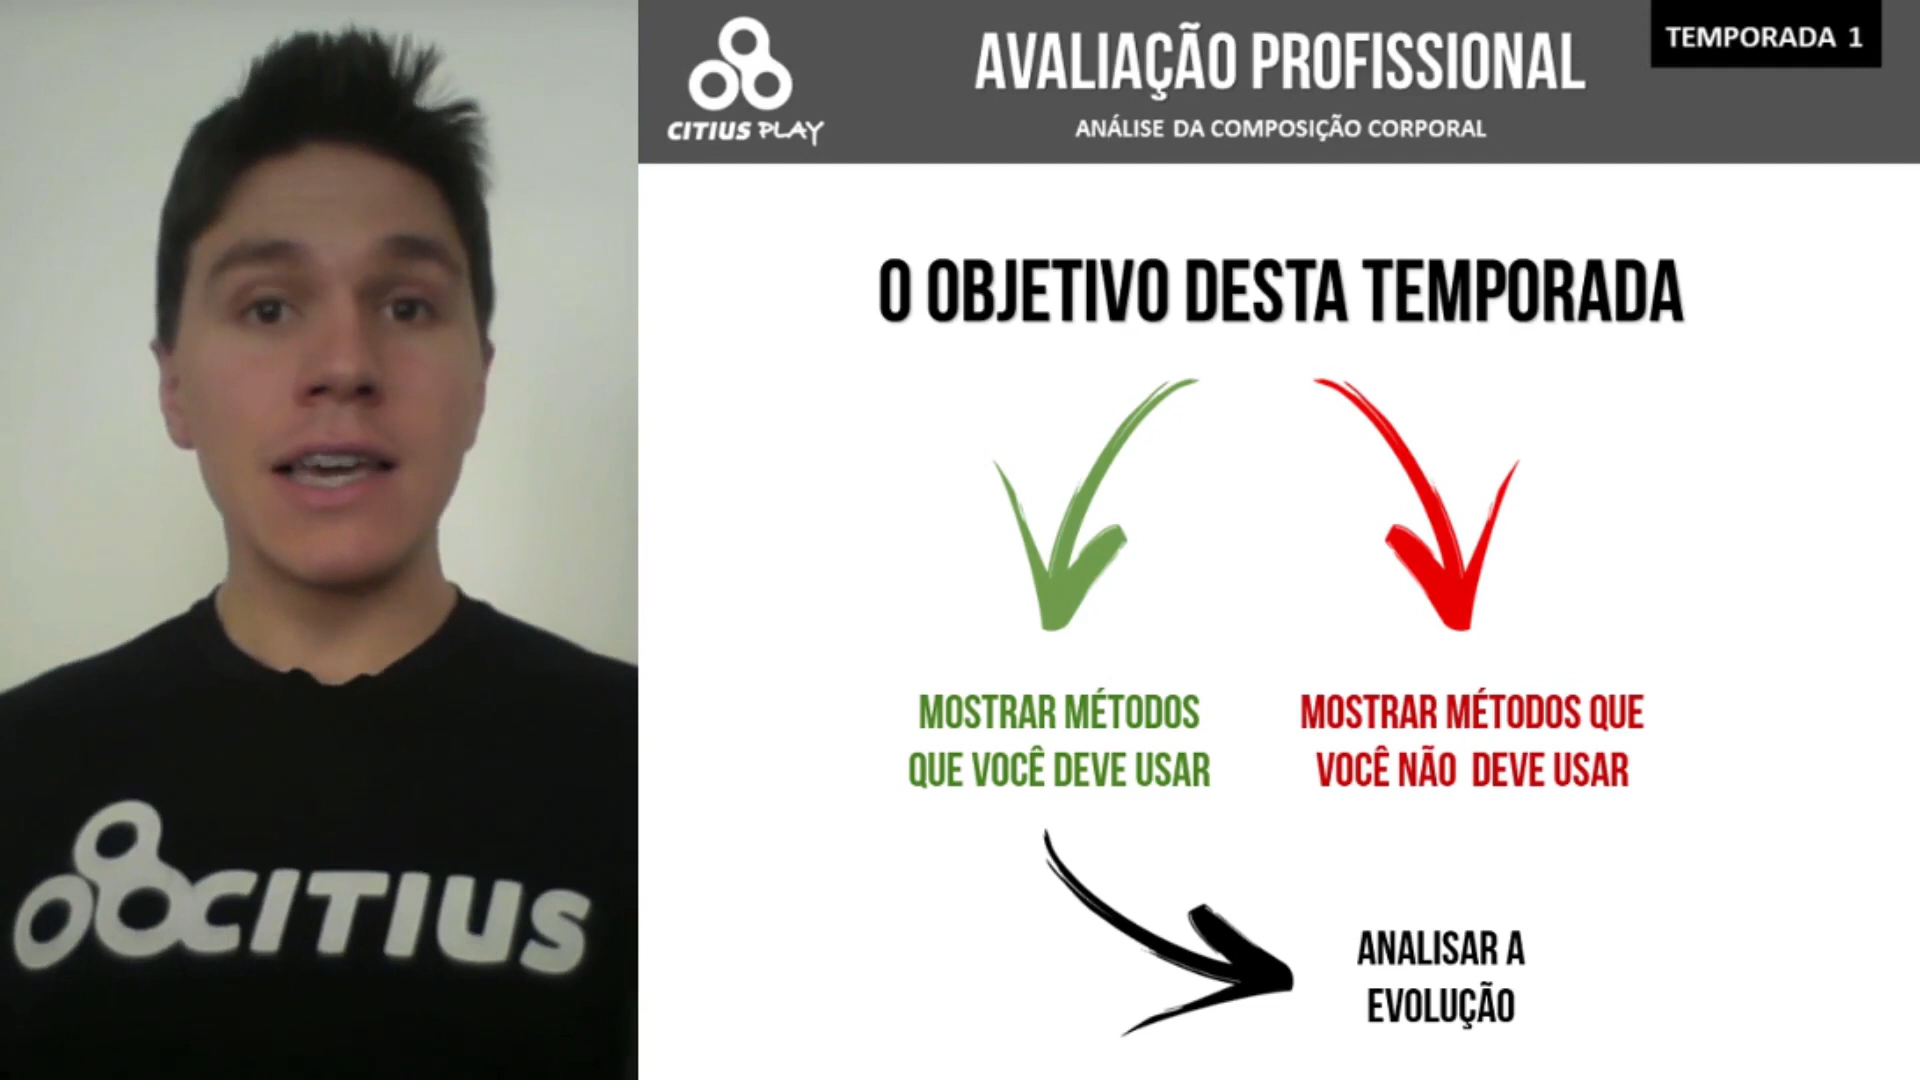 CITIUS PLAY
AVALIAÇÃO PROFISSIONAL
ANÁLISE DA COMPOSIÇÃO CORPORAL
TEMPORADA 1
O OBJETIVO DESTA TEMPORADA
MOSTRAR MÉTODOS
QUE VOCÊ DEVE USAR
MOSTRAR MÉTODOS QUE
VOCÊ NÃO DEVE USAR
ANALISAR A
EVOLUÇÃO
CITIUS